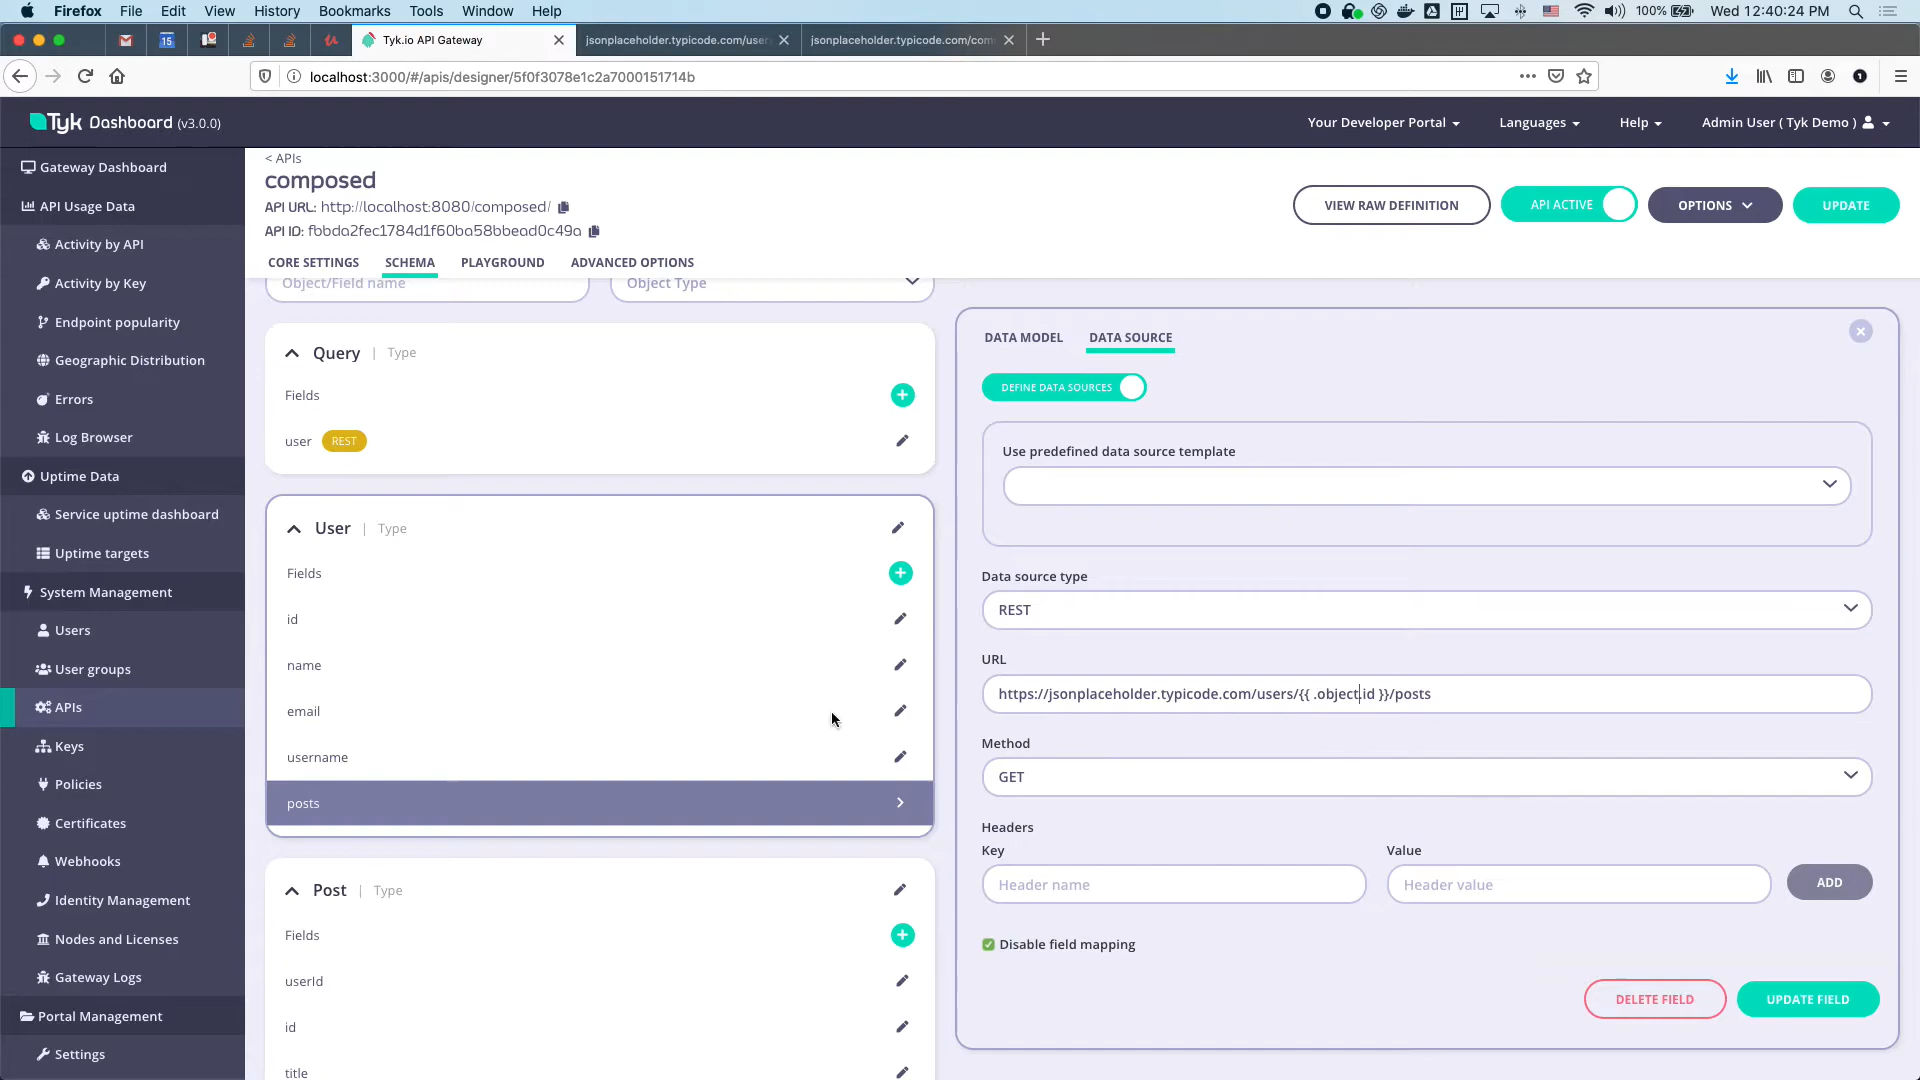 Firefox File Edit View History Bookmarks Tools Window Help 100% Wed 12:40:24 PM
15 Tyk.io API Gateway jsonplaceholder.typicode.com/user jsonplaceholder.typicode.com/com
localhost:3000/#/apis/designer/5f0f3078e1c2a7000151714b
Tyk Dashboard (v3.0.0) Your Developer Portal Languages Help Admin User ( Tyk Demo )
Gateway Dashboard
API Usage Data
Activity by API
Activity by Key
Endpoint popularity
Geographic Distribution
Errors
Log Browser
Uptime Data
Service uptime dashboard
Uptime targets
System Management
Users
User groups
APIs
Keys
Policies
Certificates
Webhooks
Identity Management
Nodes and Licenses
Gateway Logs
Portal Management
Settings
< APIs
composed
API URL: http://localhost:8080/composed/
API ID: fbbda2fec1784d1f60ba58bbead0c49a
VIEW RAW DEFINITION API ACTIVE OPTIONS UPDATE
CORE SETTINGS SCHEMA PLAYGROUND ADVANCED OPTIONS
Object/Field name Object Type
Query | Type
Fields
user REST
User | Type
Fields
id
name
email
username
posts
Post | Type
Fields
userId
id
title
DATA MODEL DATA SOURCE
DEFINE DATA SOURCES
Use predefined data source template
Data source type
REST
URL
https://jsonplaceholder.typicode.com/users/{{ .object.id }}/posts
Method
GET
Headers
Key Value
Header name Header value ADD
Disable field mapping
DELETE FIELD UPDATE FIELD